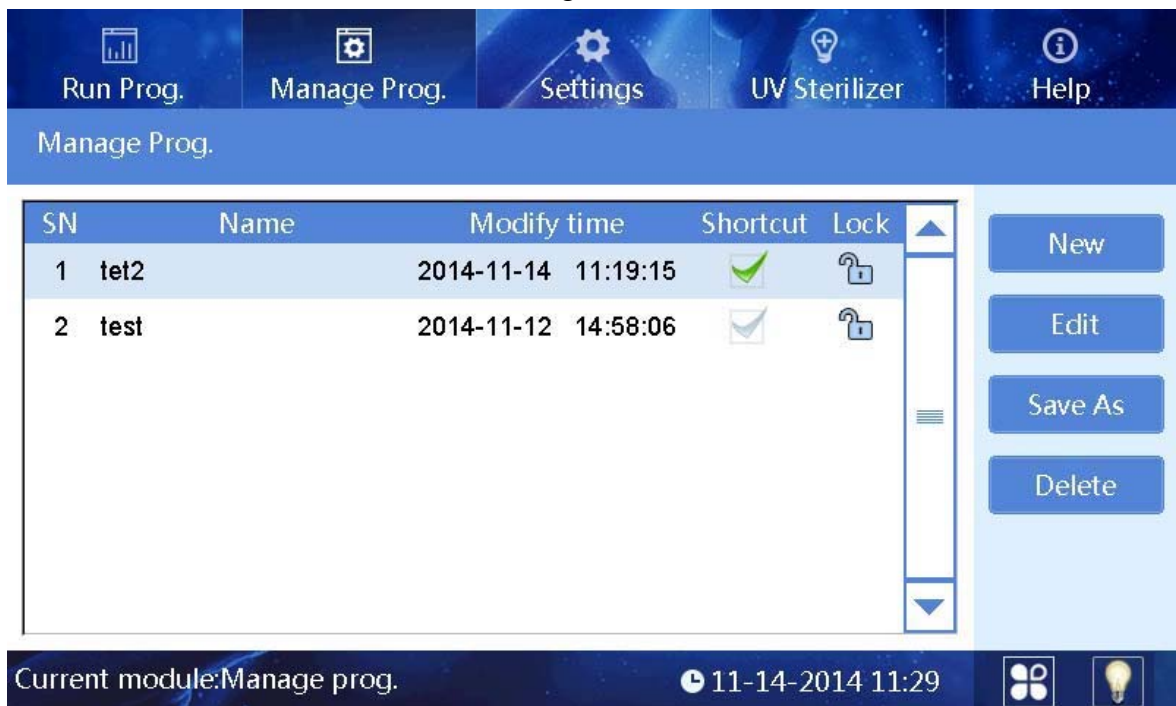 Run Prog. Manage Prog. Settings UV Sterilizer Help
Manage Prog.
SN Name Modify time Shortcut Lock
1 tet2 2014-11-14 11:19:15
2 test 2014-11-12 14:58:06
New
Edit
Save As
Delete
Current module:Manage prog. 11-14-2014 11:29